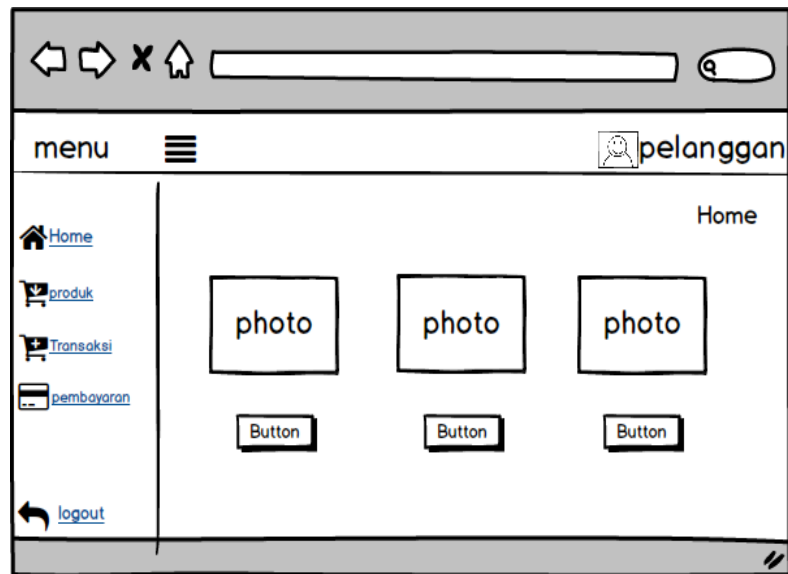 menu
pelanggan
Home
Home
produk
Transaksi
pembayaran
logout
photo
photo
photo
Button
Button
Button